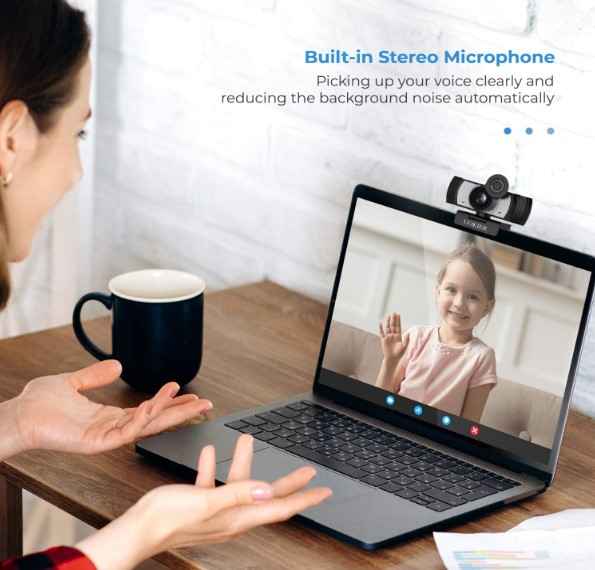 Built-in Stereo Microphone
Picking up your voice clearly and
reducing the background noise automatically